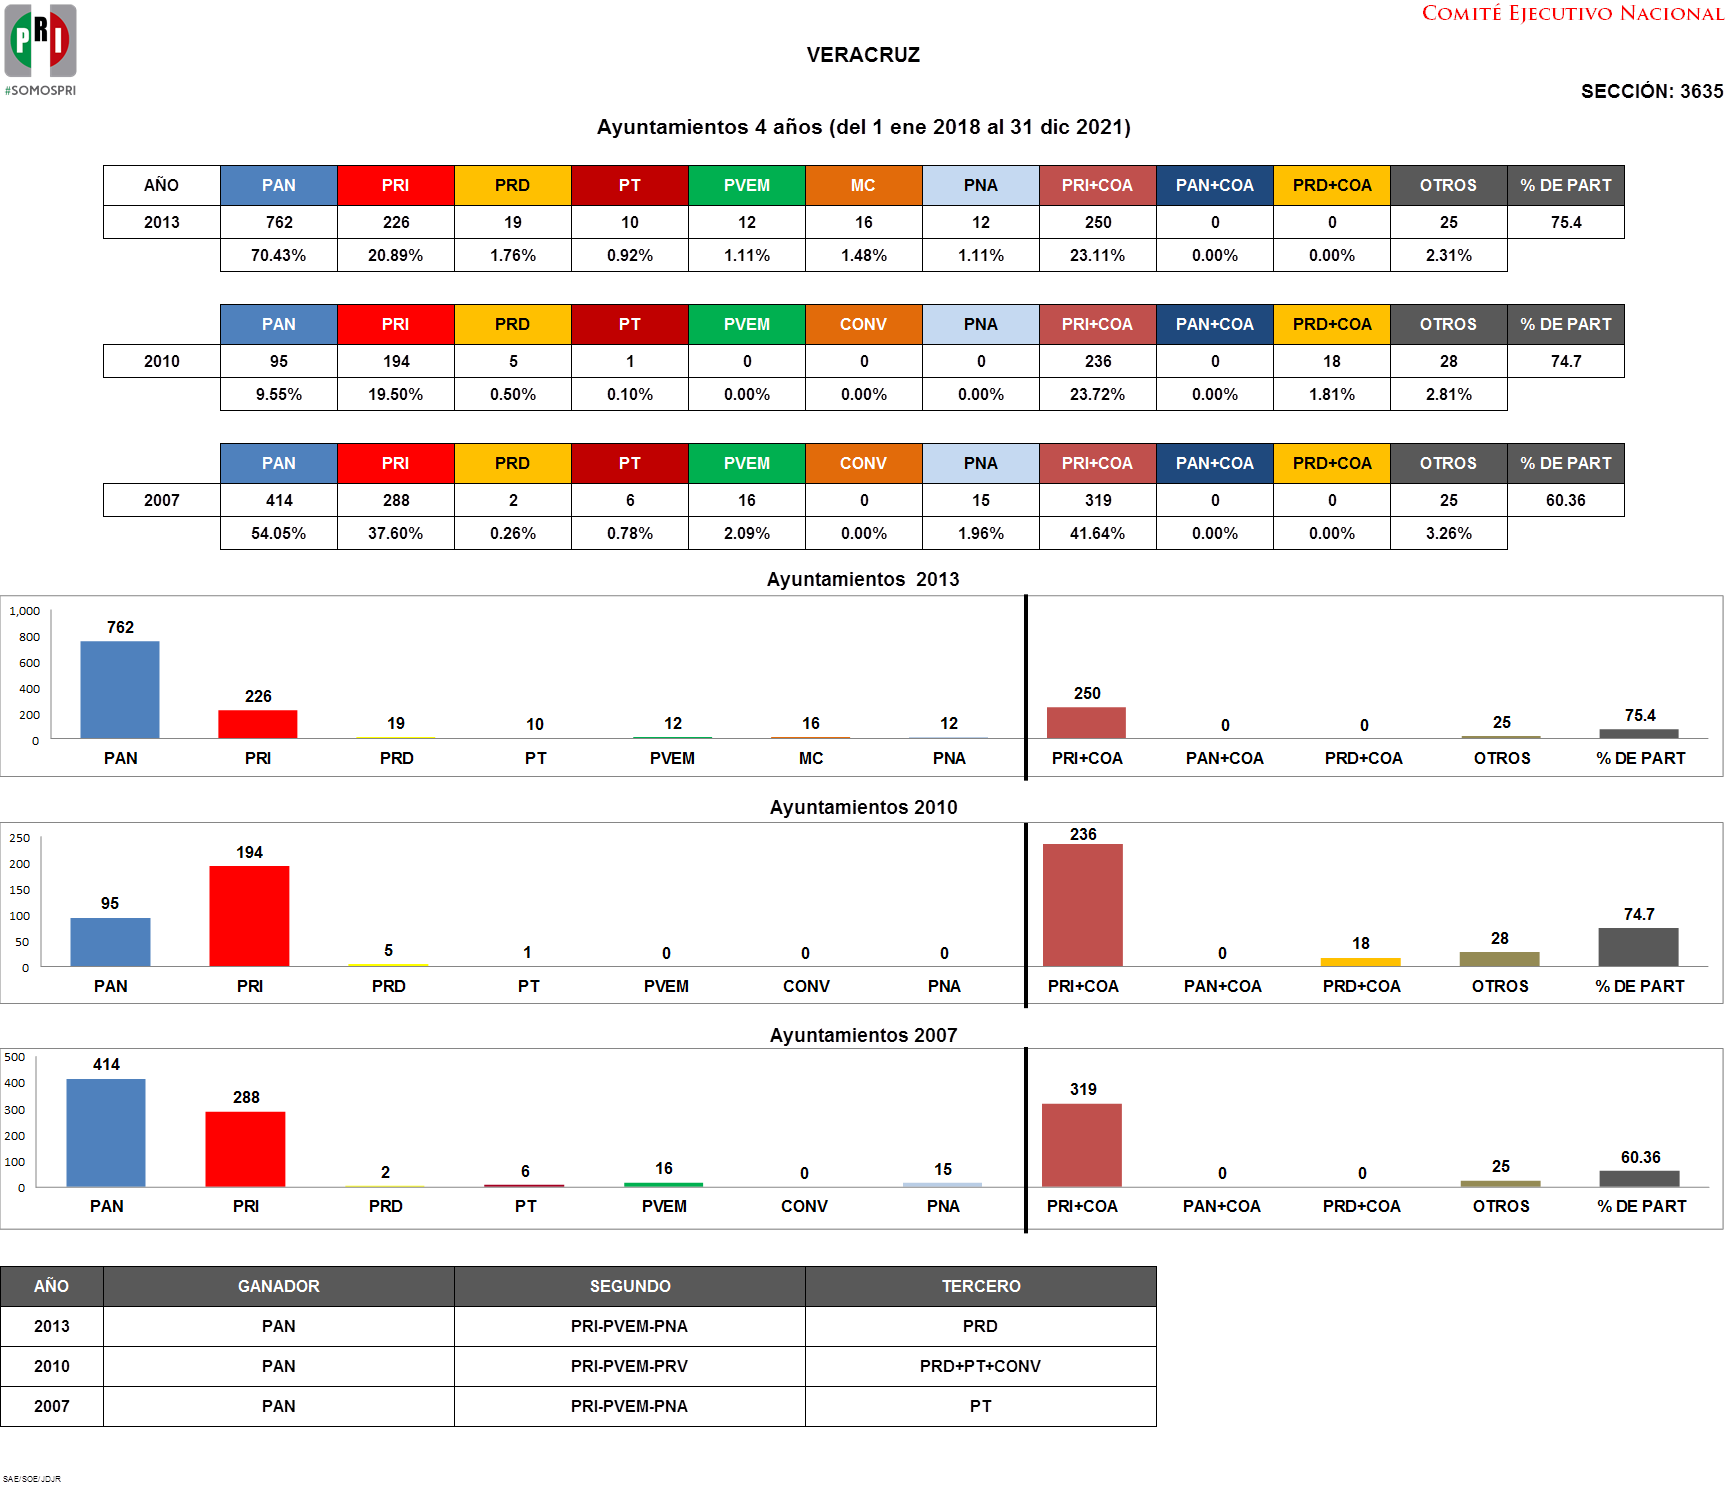 PRI
#SOMOSPRI
COMITÉ EJECUTIVO NACIONAL
VERACRUZ
SECCIÓN: 3635
Ayuntamientos 4 años (del 1 ene 2018 al 31 dic 2021)
AÑO PAN PRI PRD PT PVEM MC PNA PRI+COA PAN+COA PRD+COA OTROS % DE PART
2013 762 226 19 10 12 16 12 250 0 0 25 75.4
70.43% 20.89% 1.76% 0.92% 1.11% 1.48% 1.11% 23.11% 0.00% 0.00% 2.31%
PAN PRI PRD PT PVEM CONV PNA PRI+COA PAN+COA PRD+COA OTROS % DE PART
2010 95 194 5 1 0 0 0 236 0 18 28 74.7
9.55% 19.50% 0.50% 0.10% 0.00% 0.00% 0.00% 23.72% 0.00% 1.81% 2.81%
PAN PRI PRD PT PVEM CONV PNA PRI+COA PAN+COA PRD+COA OTROS % DE PART
2007 414 288 2 6 16 0 15 319 0 0 25 60.36
54.05% 37.60% 0.26% 0.78% 2.09% 0.00% 1.96% 41.64% 0.00% 0.00% 3.26%
Ayuntamientos 2013
1,000
800
600
400
200
0
762 226 19 10 12 16 12 250 0 0 25 75.4
PAN PRI PRD PT PVEM MC PNA PRI+COA PAN+COA PRD+COA OTROS % DE PART
Ayuntamientos 2010
250
200
150
100
50
0
95 194 5 1 0 0 0 236 0 18 28 74.7
PAN PRI PRD PT PVEM CONV PNA PRI+COA PAN+COA PRD+COA OTROS % DE PART
Ayuntamientos 2007
500
400
300
200
100
0
414 288 2 6 16 0 15 319 0 0 25 60.36
PAN PRI PRD PT PVEM CONV PNA PRI+COA PAN+COA PRD+COA OTROS % DE PART
AÑO GANADOR SEGUNDO TERCERO
2013 PAN PRI-PVEM-PNA PRD
2010 PAN PRI-PVEM-PRV PRD+PT+CONV
2007 PAN PRI-PVEM-PNA PT
SAE/SOE/JDJR